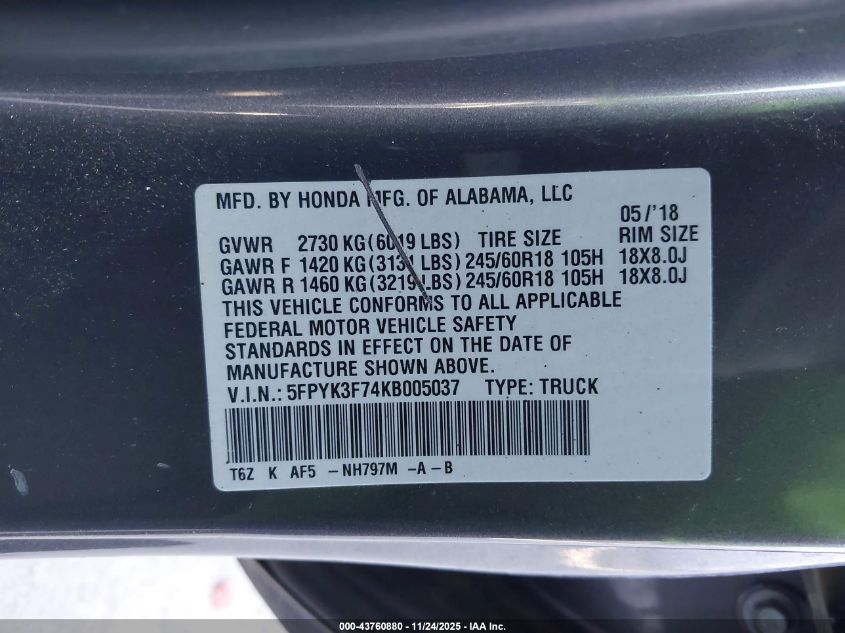 MFD. BY HONDA MFG. OF ALABAMA, LLC
05/'18
GVWR 2730 KG(6019 LBS) TIRE SIZE RIM SIZE
GAWR F 1420 KG(3131 LBS) 245/60R18 105H 18X8.0J
GAWR R 1460 KG(3219 LBS) 245/60R18 105H 18X8.0J
THIS VEHICLE CONFORMS TO ALL APPLICABLE
FEDERAL MOTOR VEHICLE SAFETY
STANDARDS IN EFFECT ON THE DATE OF
MANUFACTURE SHOWN ABOVE.
V.I.N.: 5FPYK3F74KB005037 TYPE: TRUCK
T6Z K AF5 -NH797M -A-B
000-43760880 - 11/24/2025 - IAA Inc.